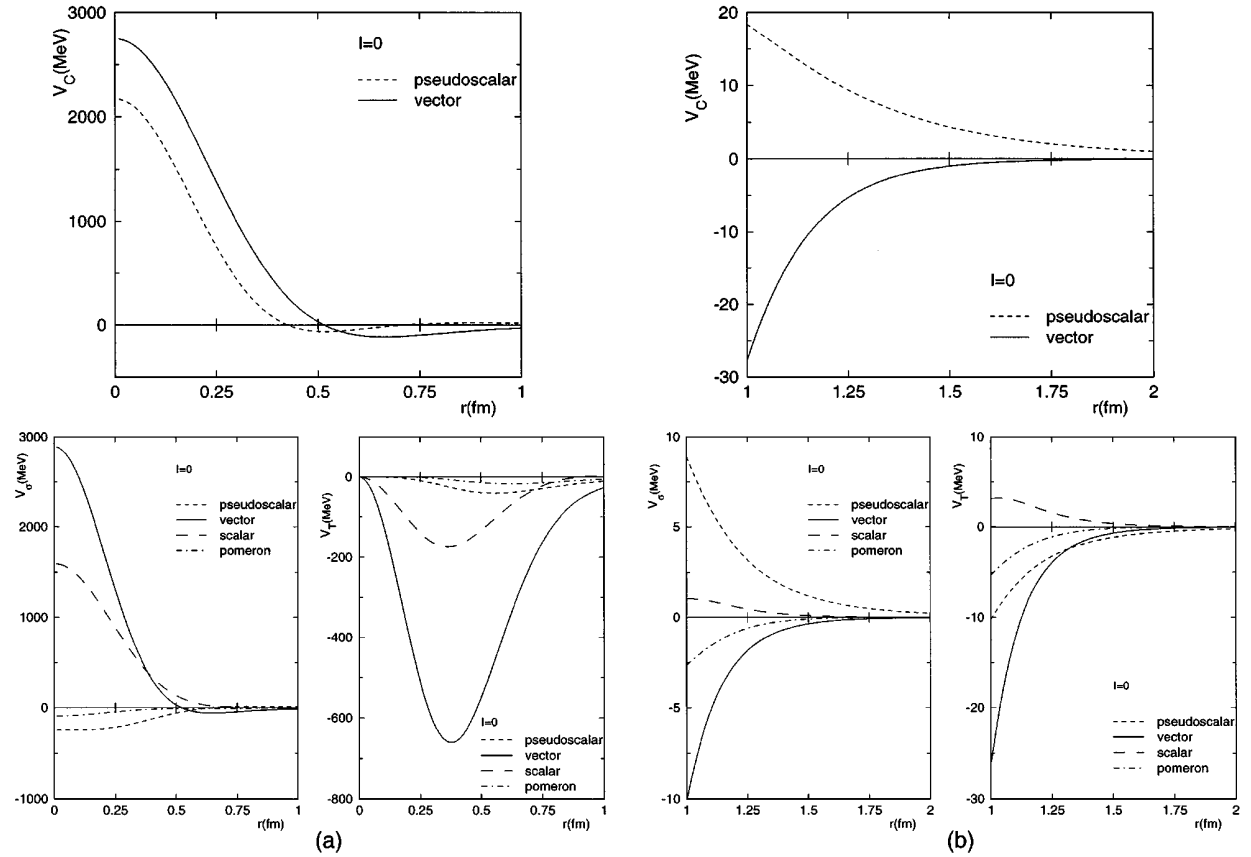 3000
2000
1000
0
V_C(MeV)
I=0
pseudoscalar
vector
0
0.25
0.5
0.75
1
r(fm)
20
10
0
-10
-20
-30
V_C(MeV)
I=0
pseudoscalar
vector
1
1.25
1.5
1.75
2
r(fm)
3000
2000
1000
0
-1000
V_σ(MeV)
I=0
pseudoscalar
vector
scalar
pomeron
0
0.25
0.5
0.75
1
r(fm)
0
-200
-400
-600
-800
V_T(MeV)
I=0
pseudoscalar
vector
scalar
pomeron
0
0.25
0.5
0.75
1
r(fm)
(a)
10
5
0
-5
-10
V_σ(MeV)
I=0
pseudoscalar
vector
scalar
pomeron
1
1.25
1.5
1.75
2
r(fm)
10
0
-10
-20
-30
V_T(MeV)
I=0
pseudoscalar
vector
scalar
pomeron
1
1.25
1.5
1.75
2
r(fm)
(b)